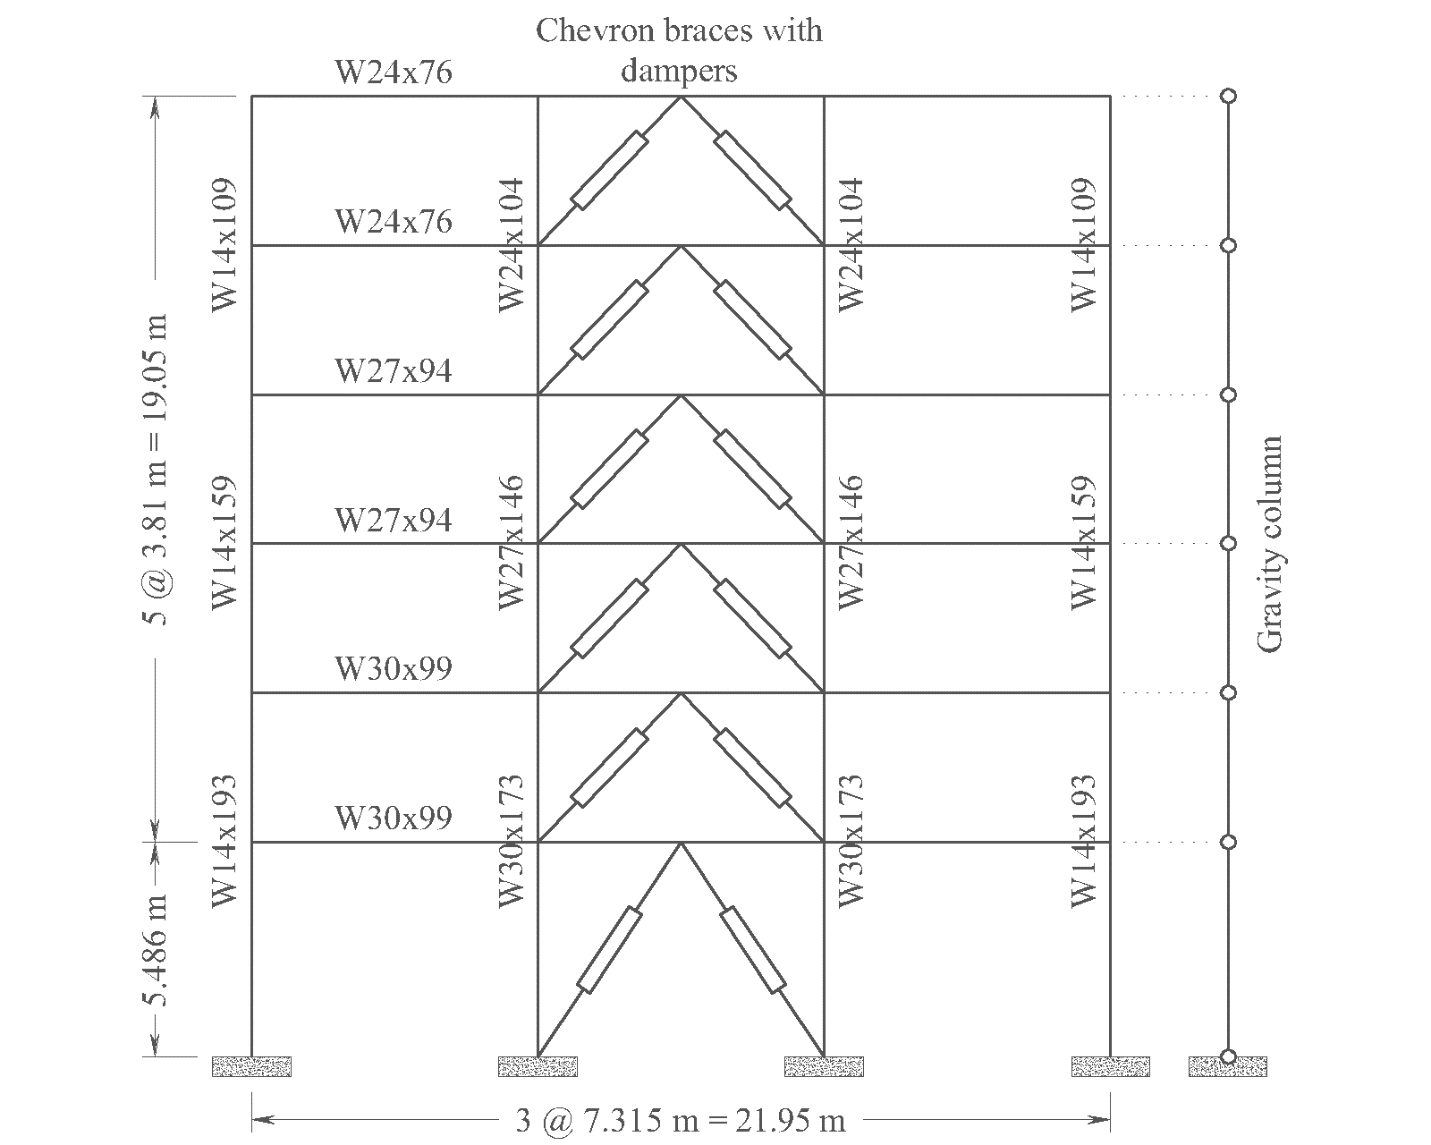 Chevron braces with
dampers
W24x76
W14x109
W24x104
W24x104
W14x109
W24x76
W27x94
5 @ 3.81 m = 19.05 m
W14x159
W27x146
W27x146
W14x159
Gravity column
W27x94
W30x99
W14x193
W30x173
W30x173
W14x193
W30x99
5.486 m
3 @ 7.315 m = 21.95 m